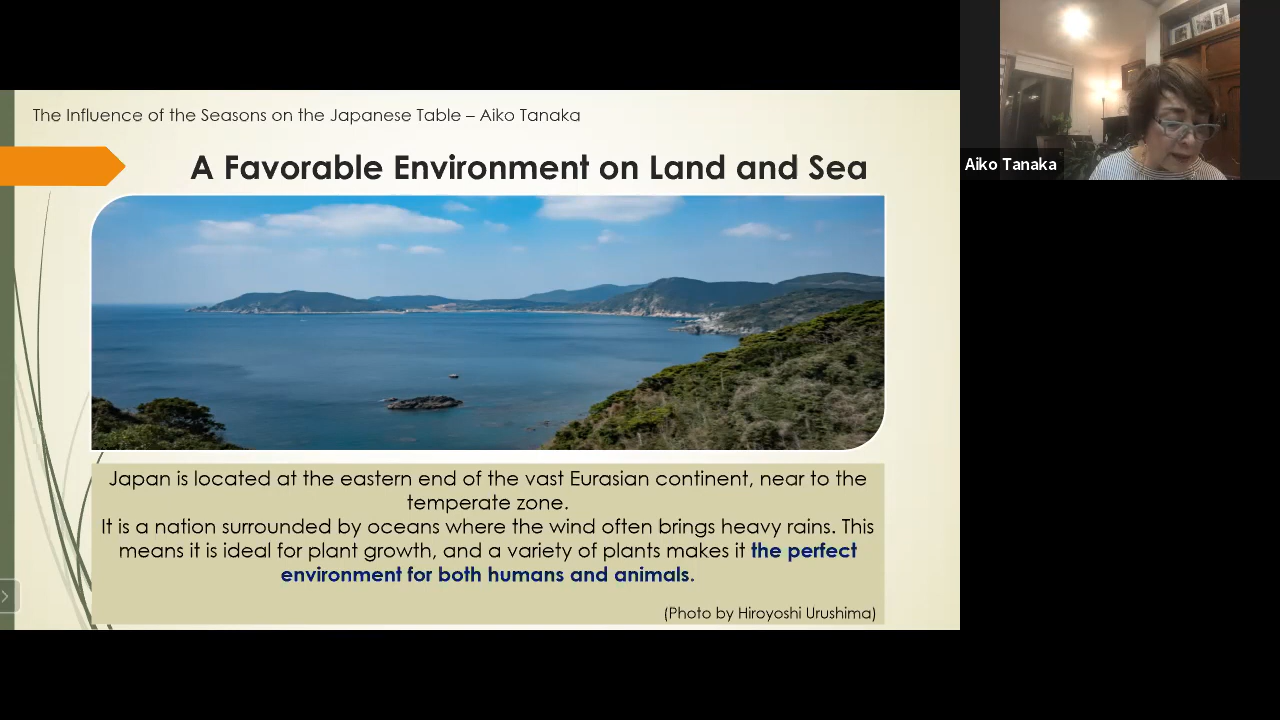 The Influence of the Seasons on the Japanese Table – Aiko Tanaka
A Favorable Environment on Land and Sea
Japan is located at the eastern end of the vast Eurasian continent, near to the
temperate zone.
It is a nation surrounded by oceans where the wind often brings heavy rains. This
means it is ideal for plant growth, and a variety of plants makes it the perfect
environment for both humans and animals.
(Photo by Hiroyoshi Urushima)
Aiko Tanaka